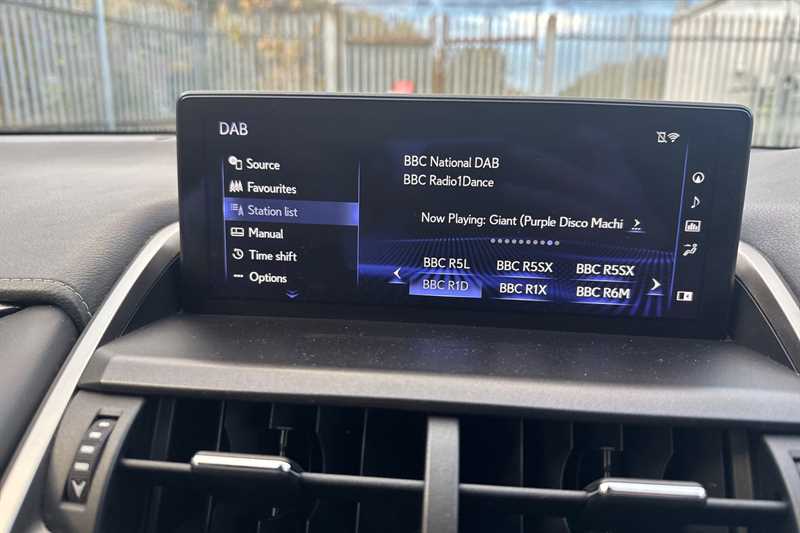 DAB
Source
Favourites
Station list
Manual
Time shift
Options
BBC National DAB
BBC Radio1Dance
Now Playing: Giant (Purple Disco Machi
BBC R5L BBC R5SX BBC R5SX
BBC R1D BBC R1X BBC R6M